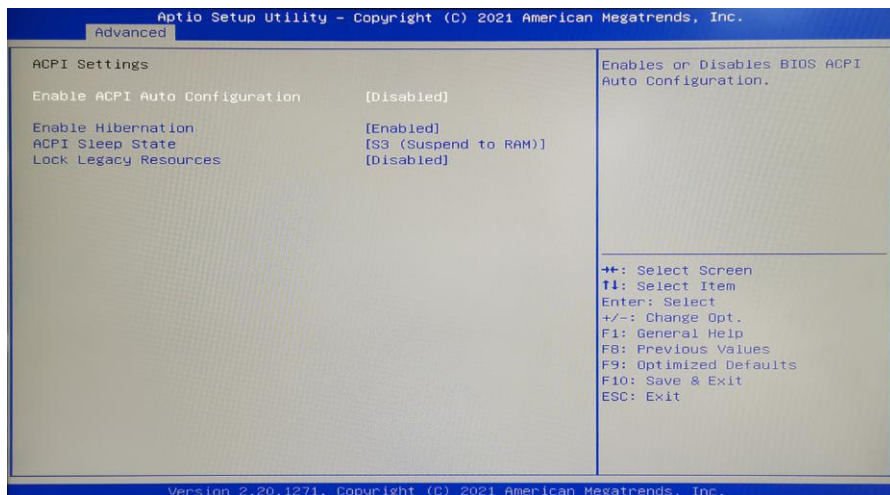 Aptio Setup Utility – Copyright (C) 2021 American Megatrends, Inc.
Advanced
ACPI Settings
Enable ACPI Auto Configuration [Disabled]
Enable Hibernation [Enabled]
ACPI Sleep State [S3 (Suspend to RAM)]
Lock Legacy Resources [Disabled]
Enables or Disables BIOS ACPI
Auto Configuration.
→←: Select Screen
↑↓: Select Item
Enter: Select
+/-: Change Opt.
F1: General Help
F8: Previous Values
F9: Optimized Defaults
F10: Save & Exit
ESC: Exit
Version 2.20.1271. Copyright (C) 2021 American Megatrends, Inc.